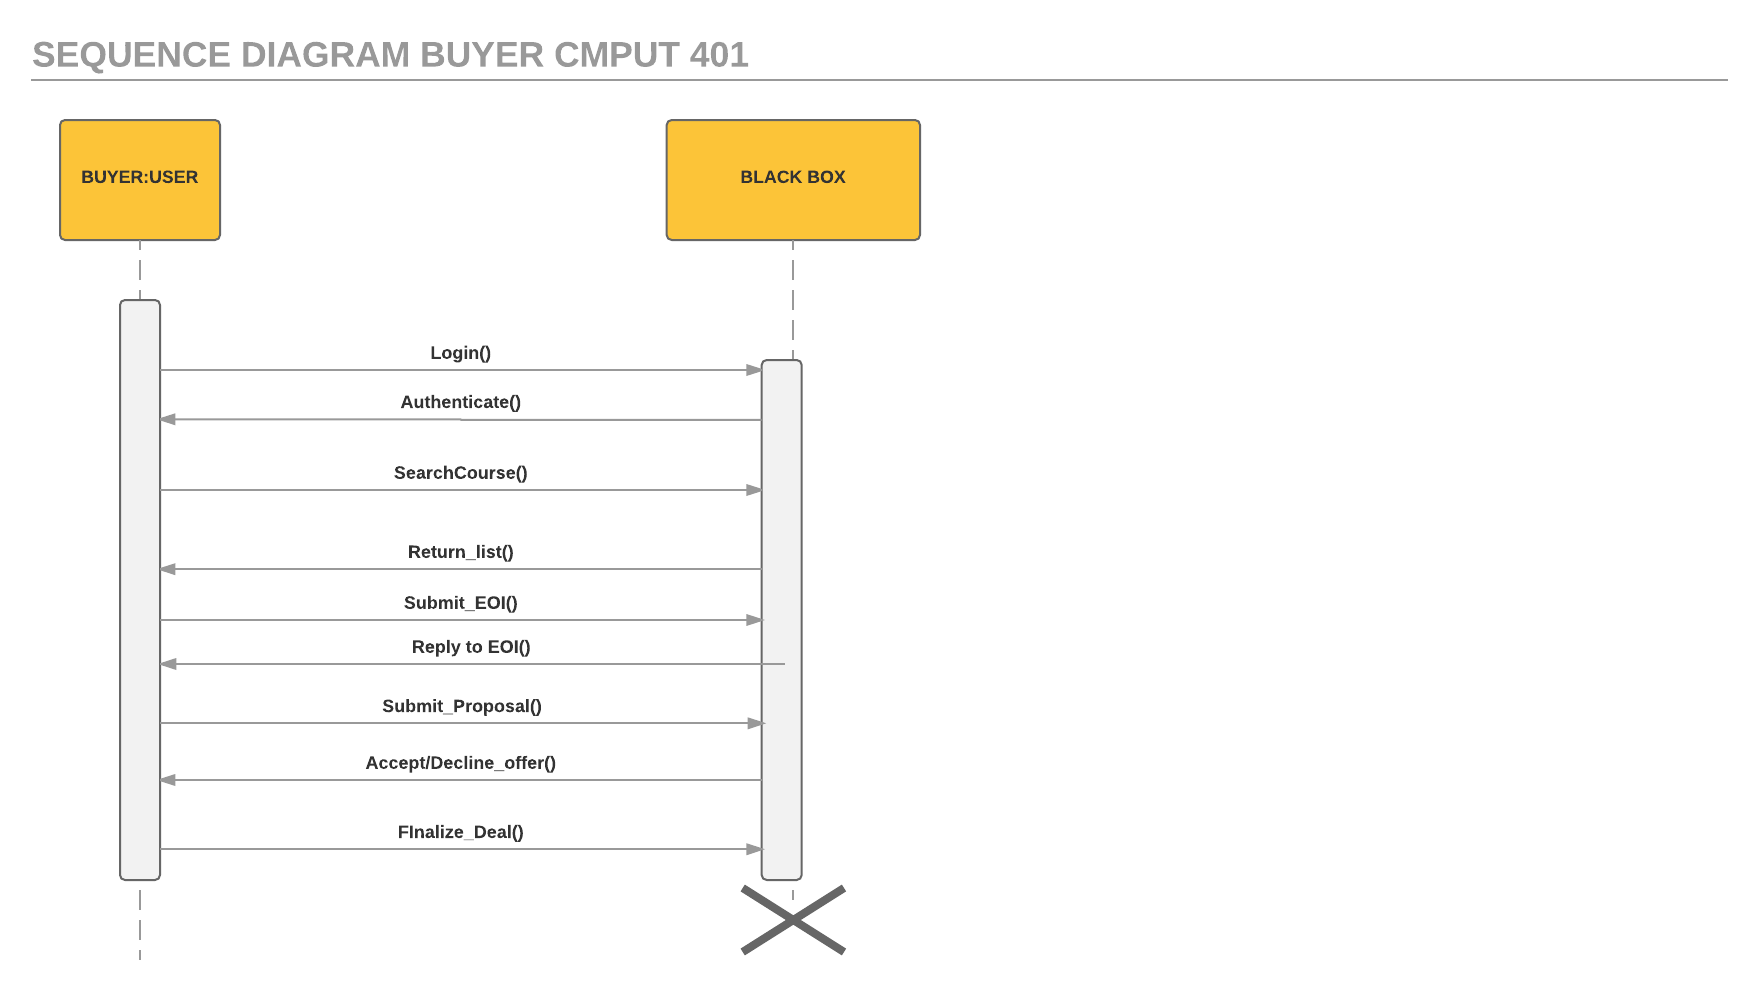 SEQUENCE DIAGRAM BUYER CMPUT 401
BUYER:USER
BLACK BOX
Login()
Authenticate()
SearchCourse()
Return_list()
Submit_EOI()
Reply to EOI()
Submit_Proposal()
Accept/Decline_offer()
FInalize_Deal()